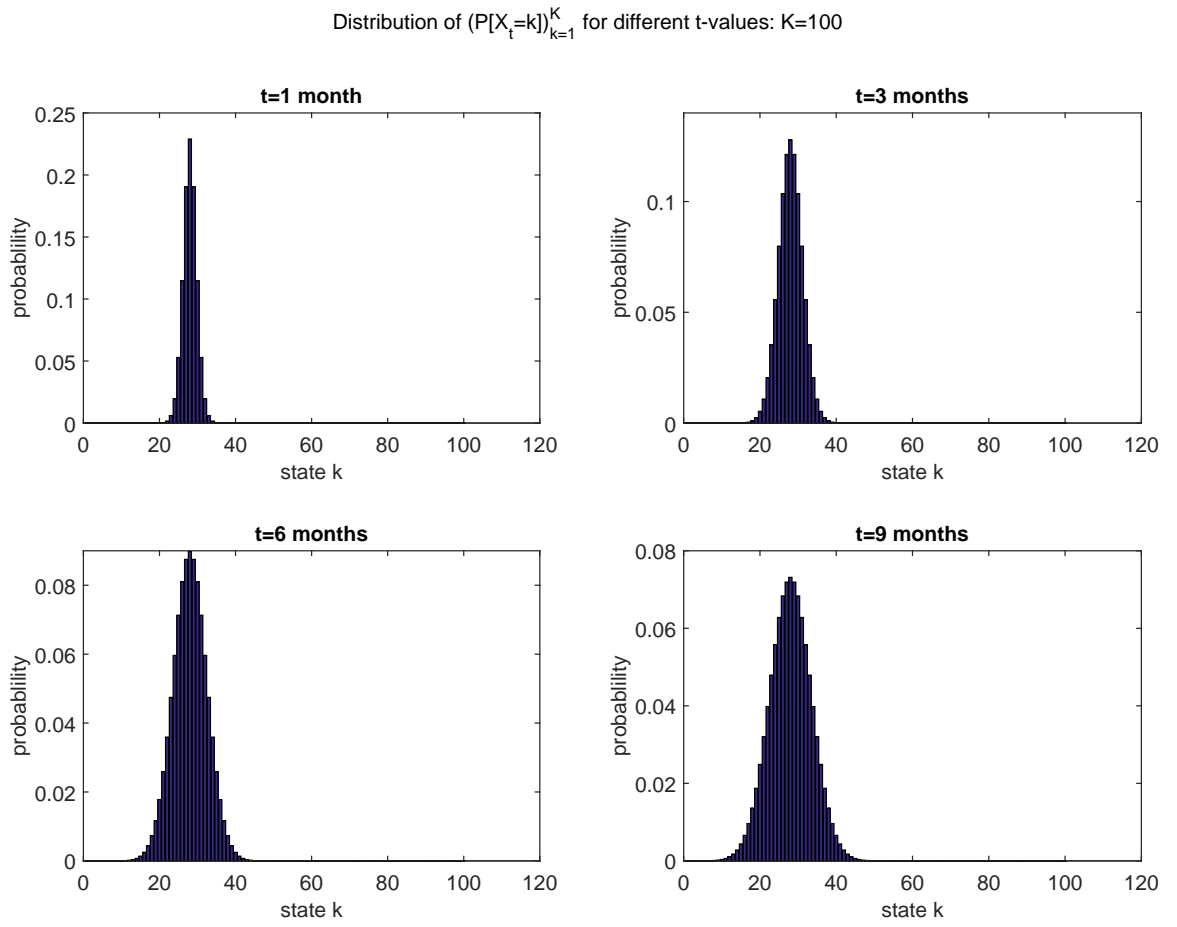 Distribution of (P[X_t=k])_{k=1}^K for different t-values: K=100
t=1 month
0.25
0.2
0.15
0.1
0.05
0
probablility
0 20 40 60 80 100 120
state k
t=3 months
0.1
0.05
0
probablility
0 20 40 60 80 100 120
state k
t=6 months
0.08
0.06
0.04
0.02
0
probablility
0 20 40 60 80 100 120
state k
t=9 months
0.08
0.06
0.04
0.02
0
probablility
0 20 40 60 80 100 120
state k